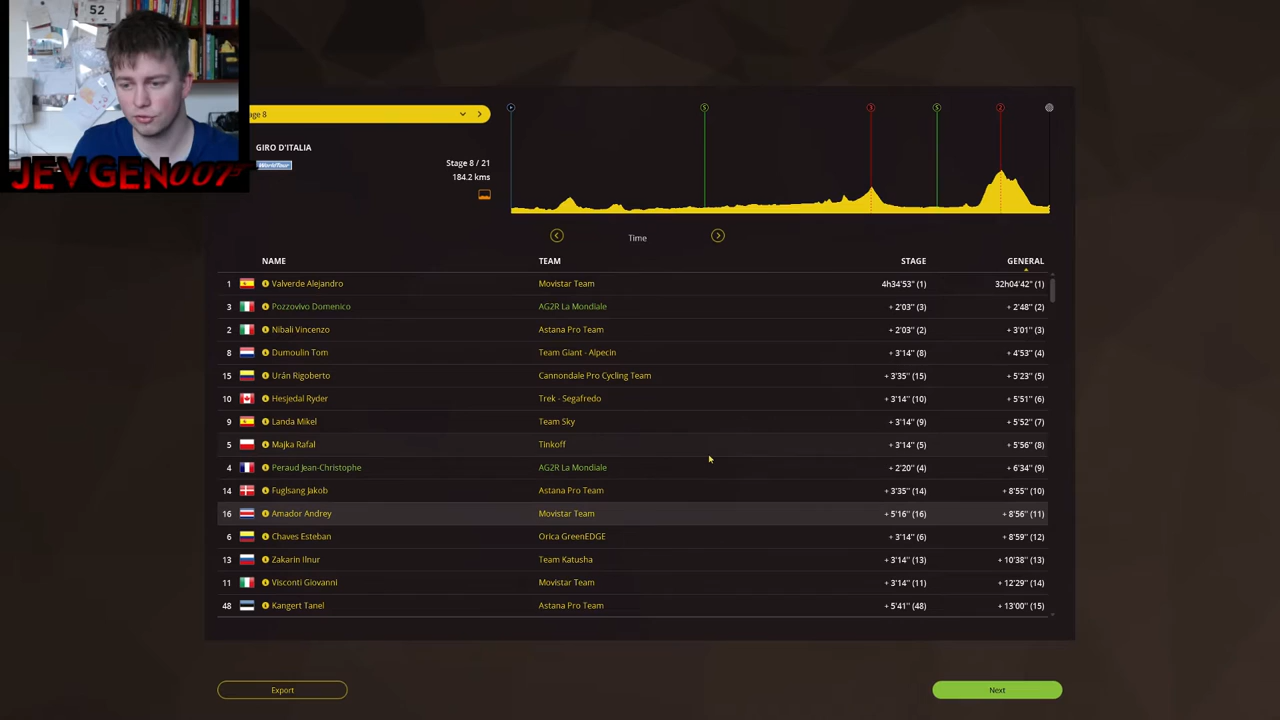 52
JEVGEN007
age 8
GIRO D'ITALIA
WorldTour
Stage 8 / 21
184.2 kms
S 3 S 2
Time
NAME TEAM STAGE GENERAL
1 Valverde Alejandro Movistar Team 4h34'53'' (1) 32h04'42'' (1)
3 Pozzovivo Domenico AG2R La Mondiale + 2'03'' (3) + 2'48'' (2)
2 Nibali Vincenzo Astana Pro Team + 2'03'' (2) + 3'01'' (3)
8 Dumoulin Tom Team Giant - Alpecin + 3'14'' (8) + 4'53'' (4)
15 Urán Rigoberto Cannondale Pro Cycling Team + 3'35'' (15) + 5'23'' (5)
10 Hesjedal Ryder Trek - Segafredo + 3'14'' (10) + 5'51'' (6)
9 Landa Mikel Team Sky + 3'14'' (9) + 5'52'' (7)
5 Majka Rafal Tinkoff + 3'14'' (5) + 5'56'' (8)
4 Peraud Jean-Christophe AG2R La Mondiale + 2'20'' (4) + 6'34'' (9)
14 Fuglsang Jakob Astana Pro Team + 3'35'' (14) + 8'55'' (10)
16 Amador Andrey Movistar Team + 5'16'' (16) + 8'56'' (11)
6 Chaves Esteban Orica GreenEDGE + 3'14'' (6) + 8'59'' (12)
13 Zakarin Ilnur Team Katusha + 3'14'' (13) + 10'38'' (13)
11 Visconti Giovanni Movistar Team + 3'14'' (11) + 12'29'' (14)
48 Kangert Tanel Astana Pro Team + 5'41'' (48) + 13'00'' (15)
Export Next